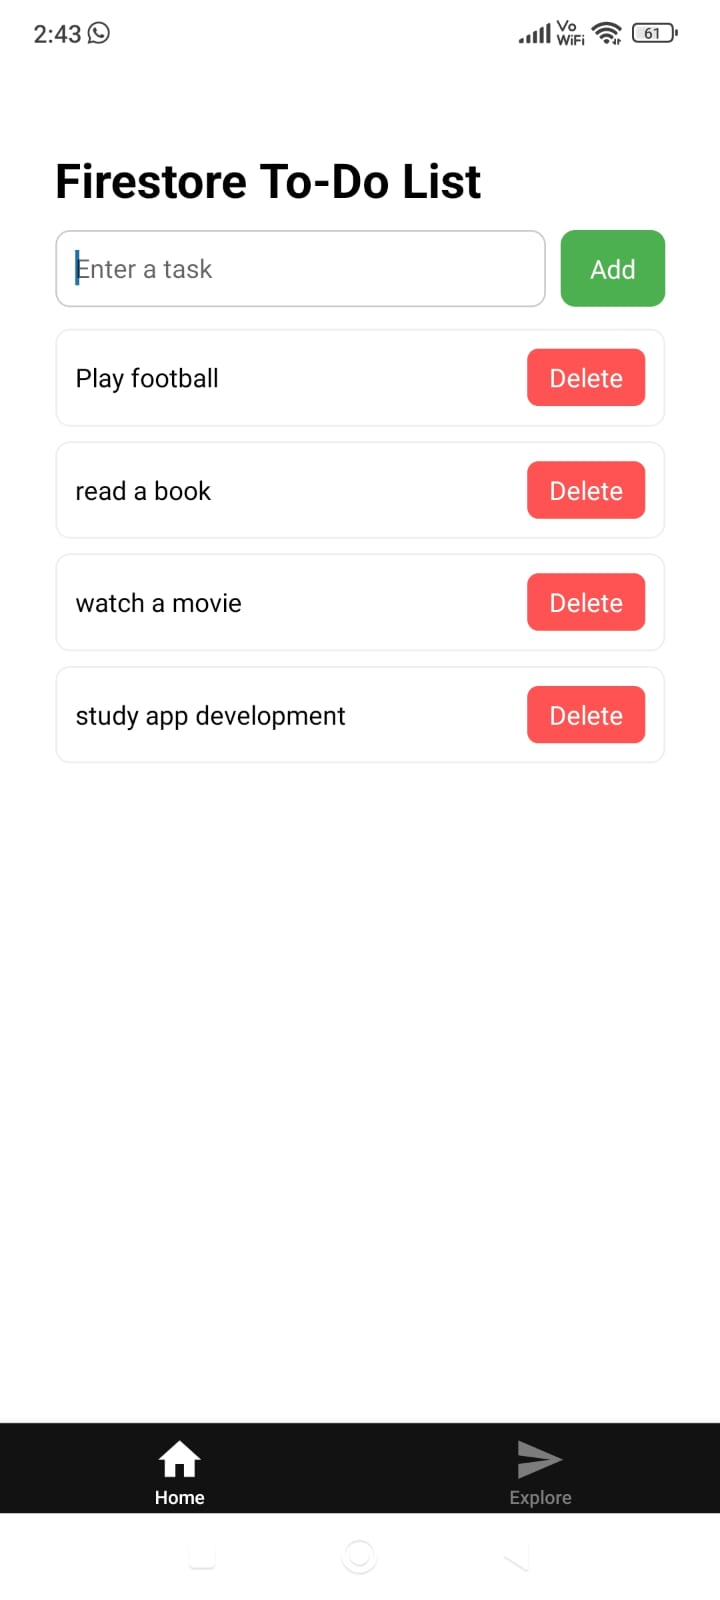 2:43 Vo WiFi 61
Firestore To-Do List
Enter a task Add
Play football Delete
read a book Delete
watch a movie Delete
study app development Delete
Home Explore